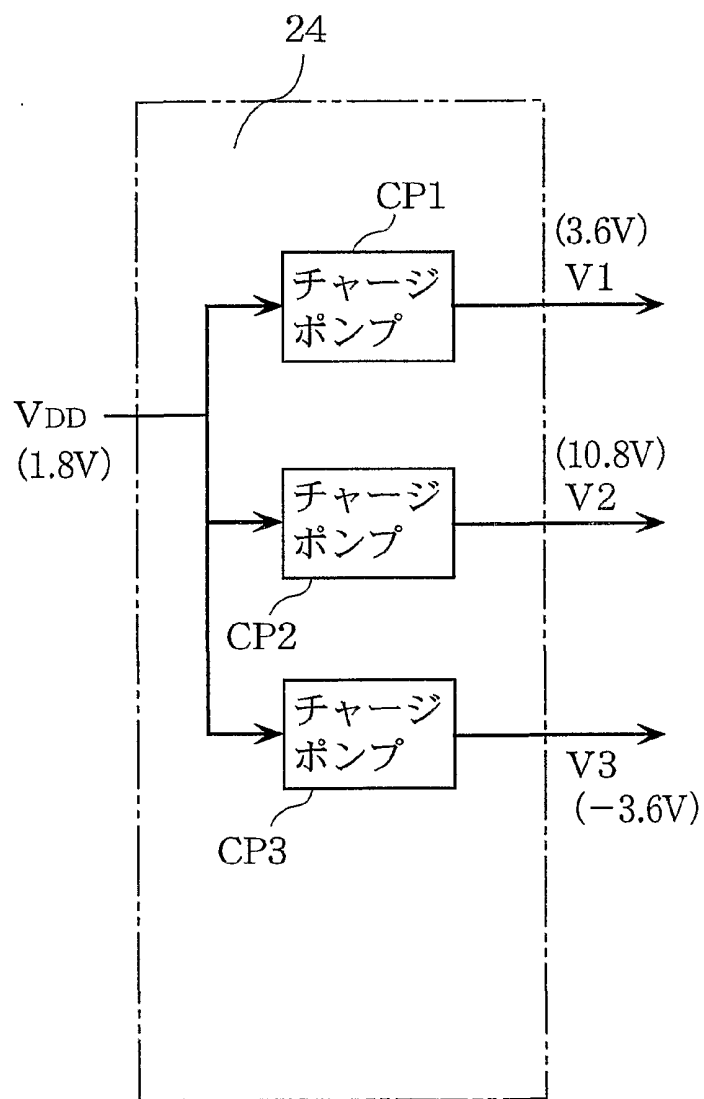 24
CP1
チャージ
ポンプ
(3.6V)
V1
VDD
(1.8V)
チャージ
ポンプ
CP2
(10.8V)
V2
チャージ
ポンプ
CP3
V3
(−3.6V)